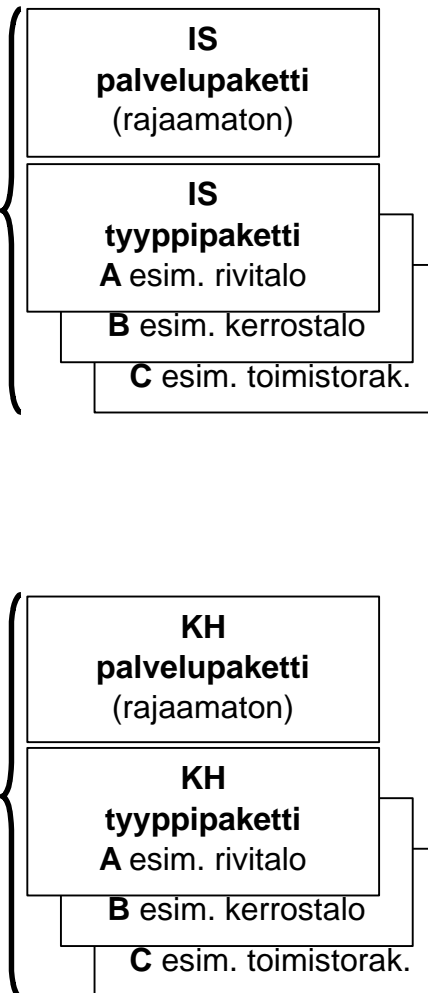 IS
palvelupaketti
(rajaamaton)
IS
tyyppipaketti
A esim. rivitalo
B esim. kerrostalo
C esim. toimistorak.
KH
palvelupaketti
(rajaamaton)
KH
tyyppipaketti
A esim. rivitalo
B esim. kerrostalo
C esim. toimistorak.